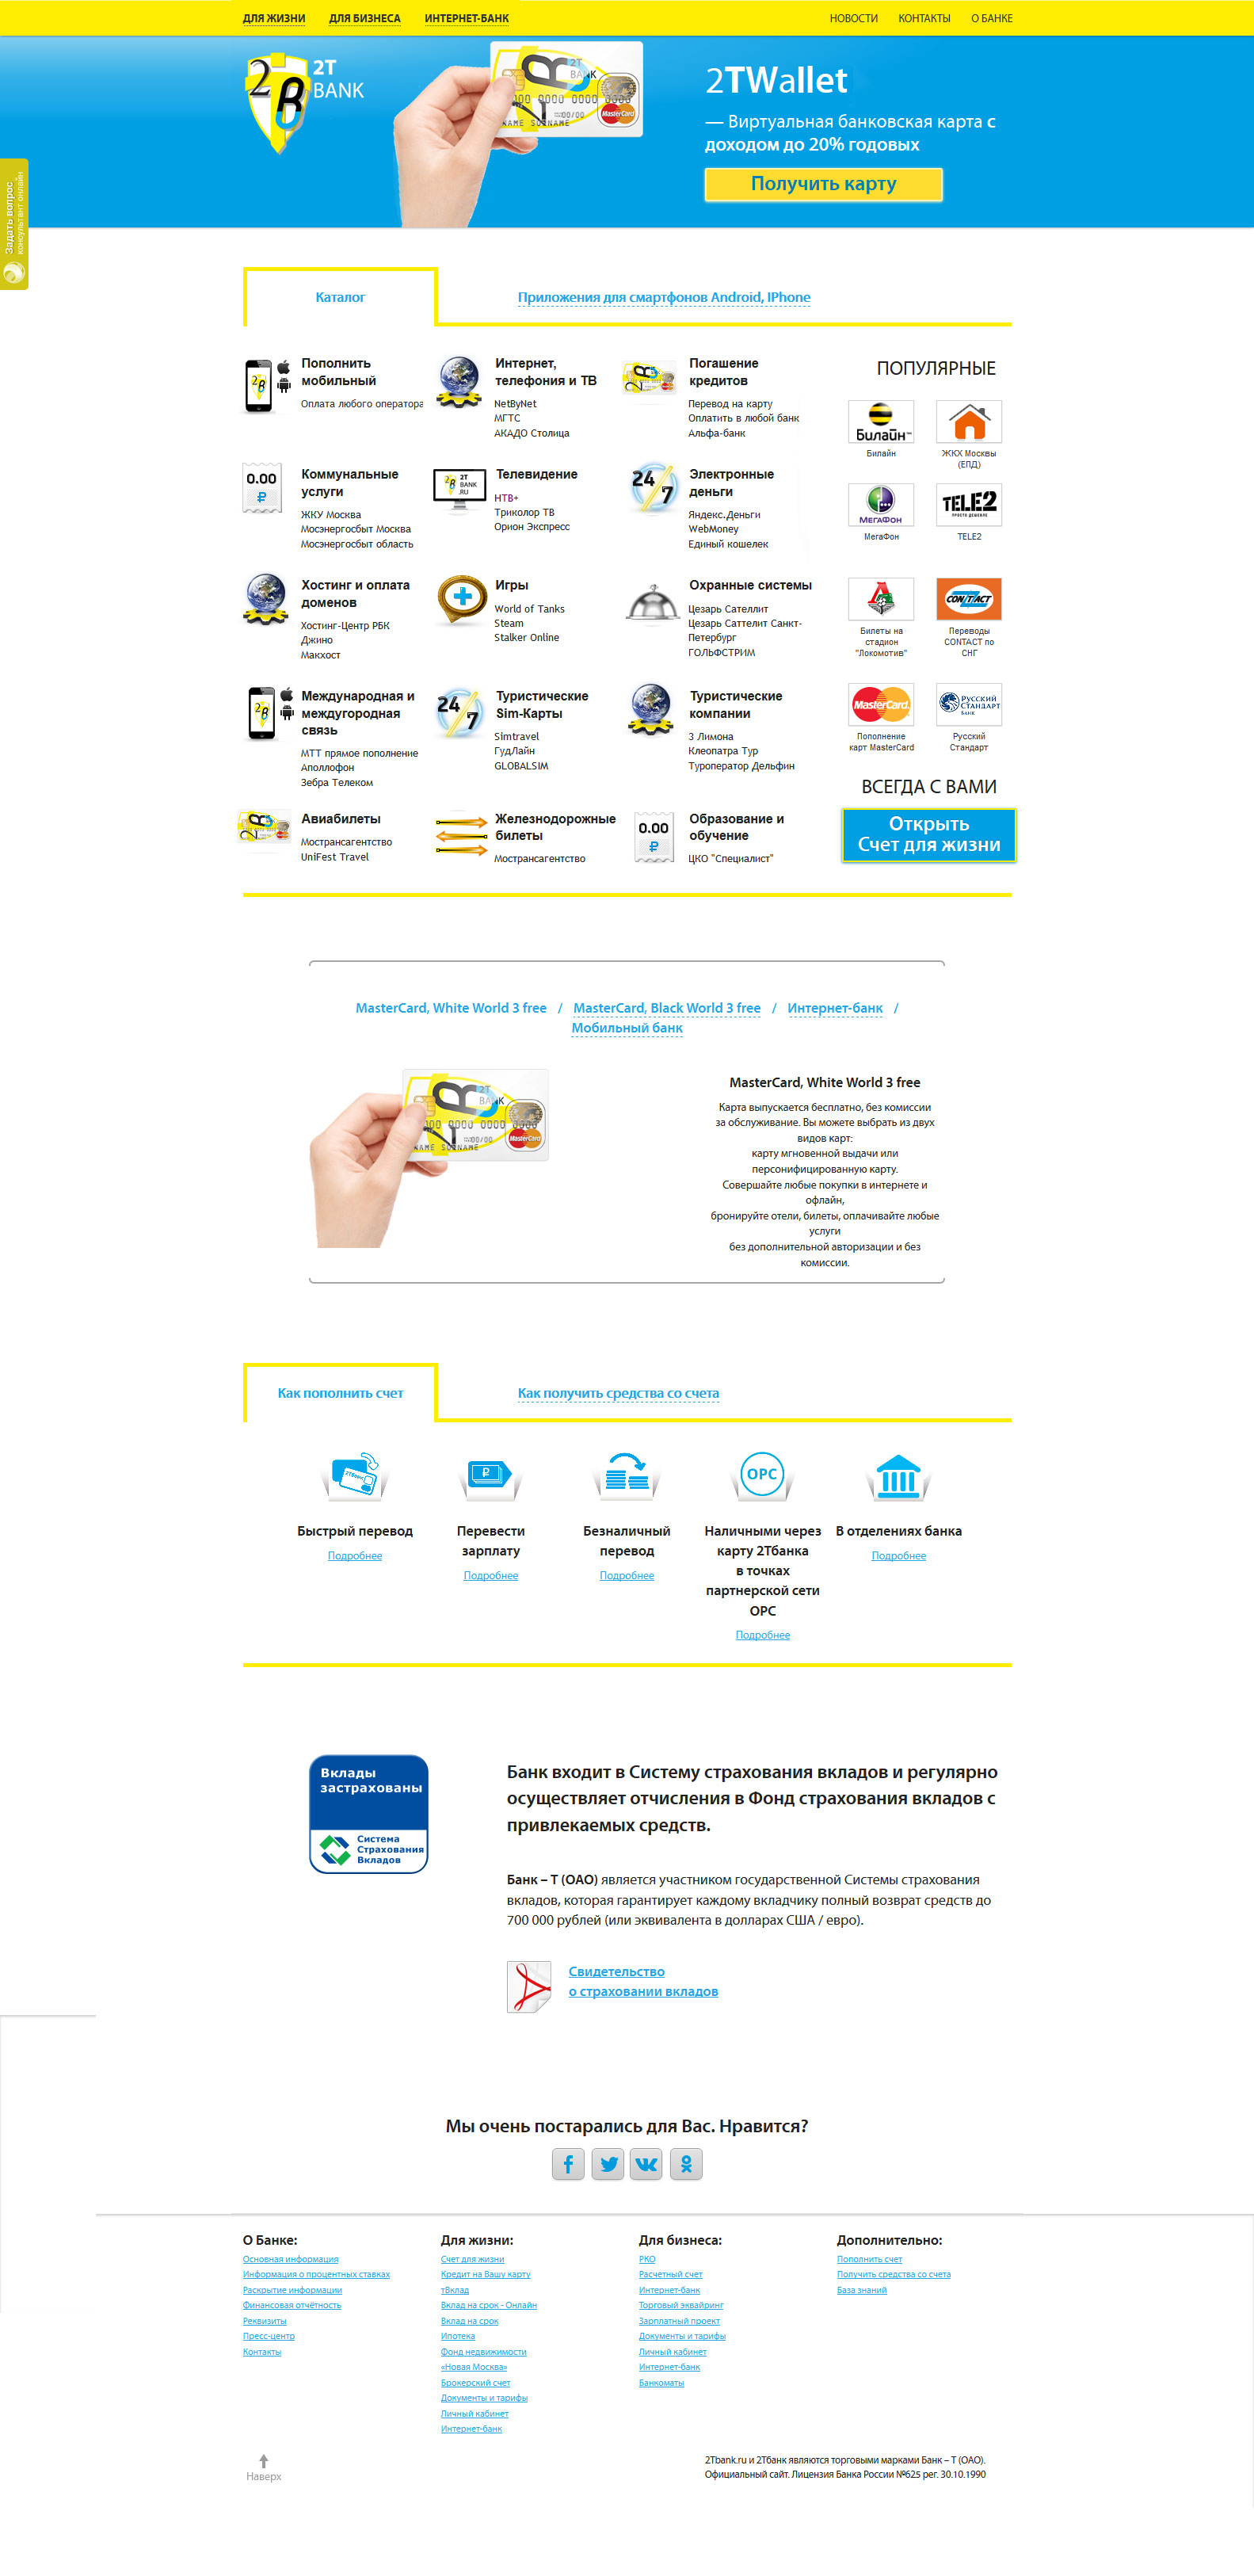 ДЛЯ ЖИЗНИ ДЛЯ БИЗНЕСА ИНТЕРНЕТ-БАНК НОВОСТИ КОНТАКТЫ О БАНКЕ
2T
BANK
2TWallet
— Виртуальная банковская карта с
доходом до 20% годовых
Получить карту
Задать вопрос
консультант онлайн
Каталог
Приложения для смартфонов Android, IPhone
Пополнить
мобильный
Оплата любого оператора
Интернет,
телефония и ТВ
NetByNet
МГТС
АКАДО Столица
Погашение
кредитов
Перевод на карту
Оплатить в любой банк
Альфа-банк
Коммунальные
услуги
ЖКУ Москва
Мосэнергосбыт Москва
Мосэнергосбыт область
Телевидение
НТВ+
Триколор ТВ
Орион Экспресс
Электронные
деньги
Яндекс.Деньги
WebMoney
Единый кошелек
Хостинг и оплата
доменов
Хостинг-Центр РБК
Джино
Макхост
Игры
World of Tanks
Steam
Stalker Online
Охранные системы
Цезарь Сателлит
Цезарь Саттелит Санкт-
Петербург
ГОЛЬФСТРИМ
Международная и
междугородная
связь
МТТ прямое пополнение
Аполлофон
Зебра Телеком
Туристические
Sim-Карты
Simtravel
ГудЛайн
GLOBALSIM
Туристические
компании
3 Лимона
Клеопатра Тур
Туроператор Дельфин
Авиабилеты
Мострансагентство
UniFest Travel
Железнодорожные
билеты
Мострансагентство
Образование и
обучение
ЦКО "Специалист"
ПОПУЛЯРНЫЕ
Билайн
ЖКХ Москвы
(ЕПД)
МегаФон
TELE2
Билеты на
стадион
"Локомотив"
Переводы
CONTACT по
СНГ
Пополнение
карт MasterCard
Русский
Стандарт
ВСЕГДА С ВАМИ
Открыть
Счет для жизни
MasterCard, White World 3 free / MasterCard, Black World 3 free / Интернет-банк /
Мобильный банк
MasterCard, White World 3 free
Карта выпускается бесплатно, без комиссии
за обслуживание. Вы можете выбрать из двух
видов карт:
карту мгновенной выдачи или
персонифицированную карту.
Совершайте любые покупки в интернете и
офлайн,
бронируйте отели, билеты, оплачивайте любые
услуги
без дополнительной авторизации и без
комиссии.
Как пополнить счет
Как получить средства со счета
OPC
Быстрый перевод
Подробнее
Перевести
зарплату
Подробнее
Безналичный
перевод
Подробнее
Наличными через
карту 2Тбанка
в точках
партнерской сети
ОРС
Подробнее
В отделениях банка
Подробнее
Вклады
застрахованы
Система
Страхования
Вкладов
Банк входит в Систему страхования вкладов и регулярно
осуществляет отчисления в Фонд страхования вкладов с
привлекаемых средств.
Банк – Т (ОАО) является участником государственной Системы страхования
вкладов, которая гарантирует каждому вкладчику полный возврат средств до
700 000 рублей (или эквивалента в долларах США / евро).
Свидетельство
о страховании вкладов
Мы очень постарались для Вас. Нравится?
О Банке:
Основная информация
Информация о процентных ставках
Раскрытие информации
Финансовая отчётность
Реквизиты
Пресс-центр
Контакты
Для жизни:
Счет для жизни
Кредит на Вашу карту
тВклад
Вклад на срок - Онлайн
Вклад на срок
Ипотека
Фонд недвижимости
«Новая Москва»
Брокерский счет
Документы и тарифы
Личный кабинет
Интернет-банк
Для бизнеса:
РКО
Расчетный счет
Интернет-банк
Торговый эквайринг
Зарплатный проект
Документы и тарифы
Личный кабинет
Интернет-банк
Банкоматы
Дополнительно:
Пополнить счет
Получить средства со счета
База знаний
Наверх
2Tbank.ru и 2Тбанк являются торговыми марками Банк – Т (ОАО).
Официальный сайт. Лицензия Банка России №625 рег. 30.10.1990